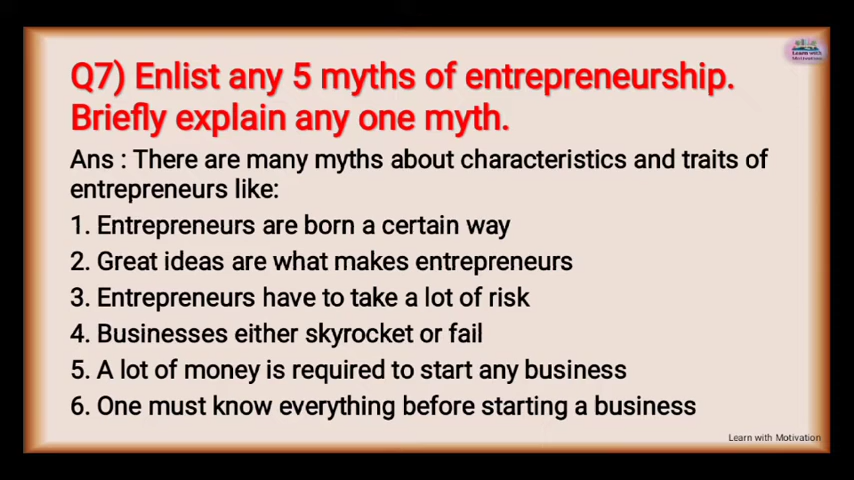 Learn with
Motivation
Q7) Enlist any 5 myths of entrepreneurship.
Briefly explain any one myth.
Ans : There are many myths about characteristics and traits of
entrepreneurs like:
1. Entrepreneurs are born a certain way
2. Great ideas are what makes entrepreneurs
3. Entrepreneurs have to take a lot of risk
4. Businesses either skyrocket or fail
5. A lot of money is required to start any business
6. One must know everything before starting a business
Learn with Motivation